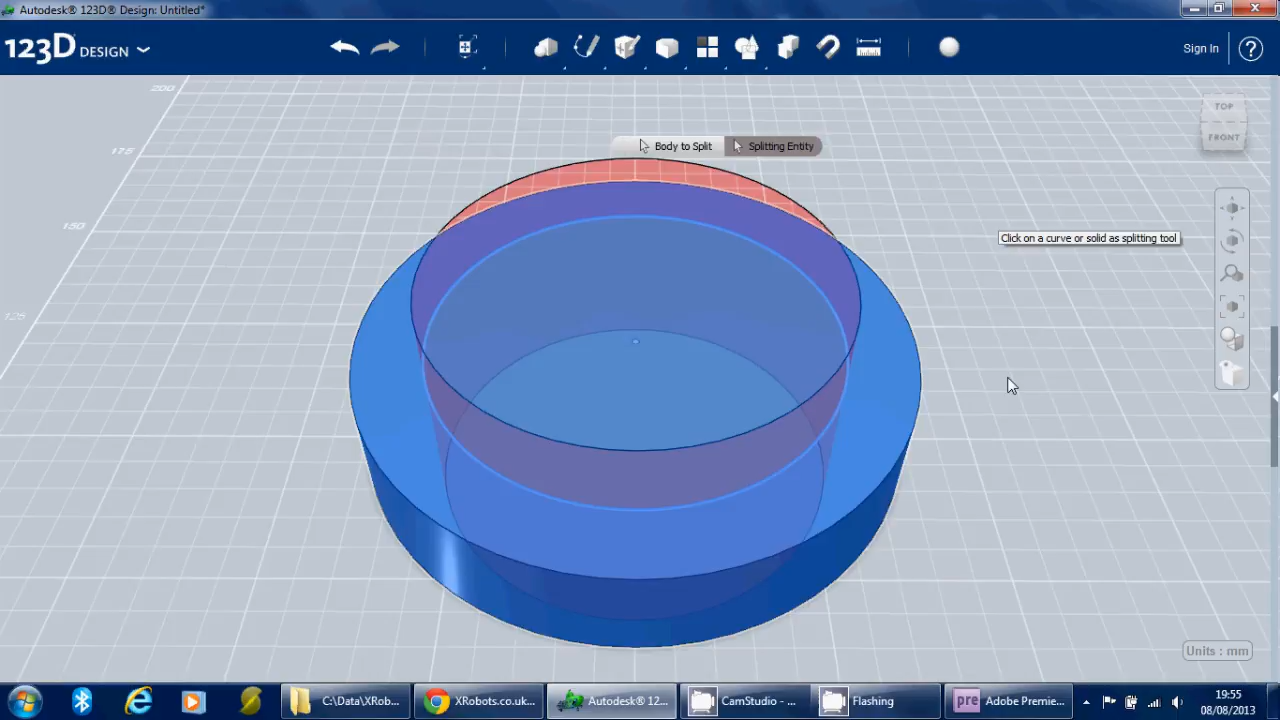 Autodesk® 123D® Design: Untitled*
123D DESIGN
Sign In
?
200
175
150
125
TOP
FRONT
Body to Split
Splitting Entity
Click on a curve or solid as splitting tool
Units : mm
C:\Data\XRob...
XRobots.co.uk...
Autodesk® 12...
CamStudio - ...
Flashing
pre
Adobe Premie...
19:55
08/08/2013